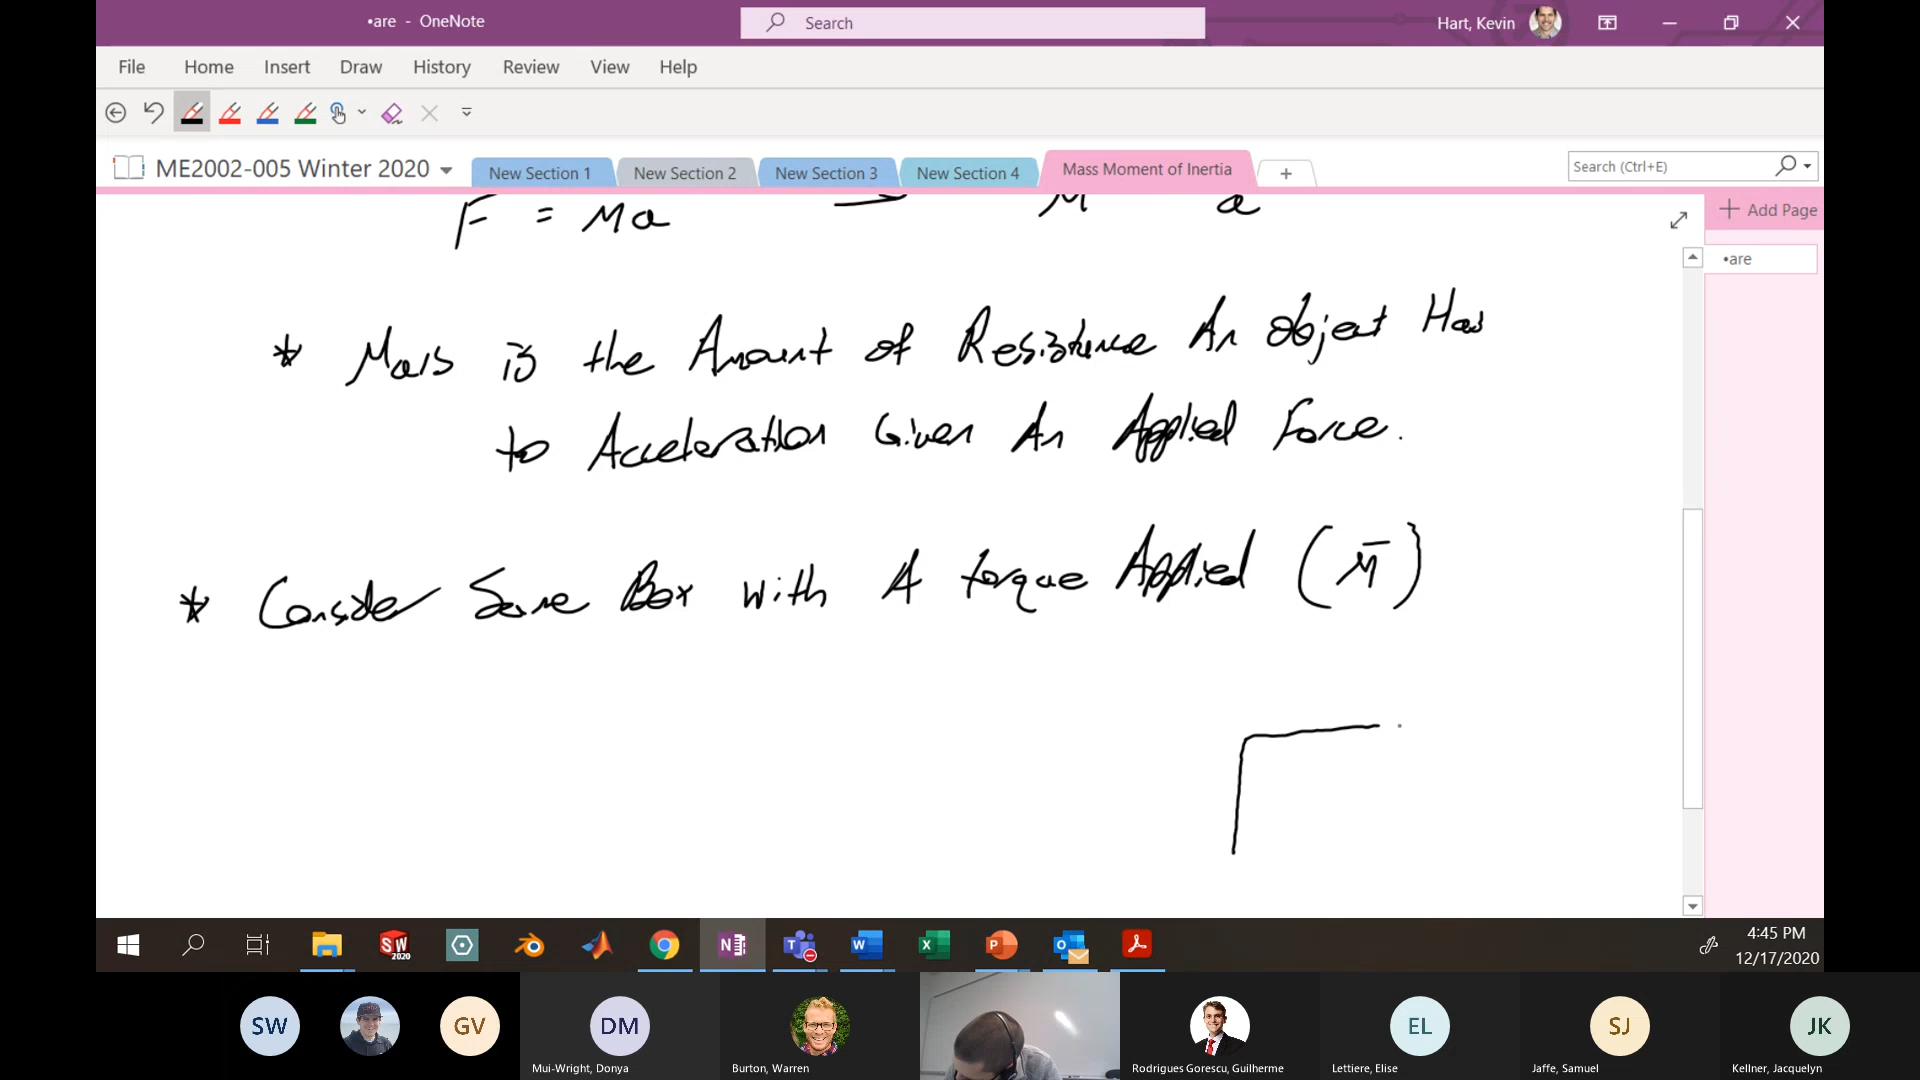 •are - OneNote
Search
Hart, Kevin
File Home Insert Draw History Review View Help
ME2002-005 Winter 2020
New Section 1
New Section 2
New Section 3
New Section 4
Mass Moment of Inertia
+
Search (Ctrl+E)
Add Page
•are
F = Ma
M
a
* Mass is the Amount of Resistance An Object Has
to Acceleration Given An Applied Force.
* Consider Same Box With A Torque Applied (M̄)
4:45 PM
12/17/2020
SW 2020
N
T
W
X
P
O
SW
GV
DM
Mui-Wright, Donya
Burton, Warren
Rodrigues Gorescu, Guilherme
EL
Lettiere, Elise
SJ
Jaffe, Samuel
JK
Kellner, Jacquelyn